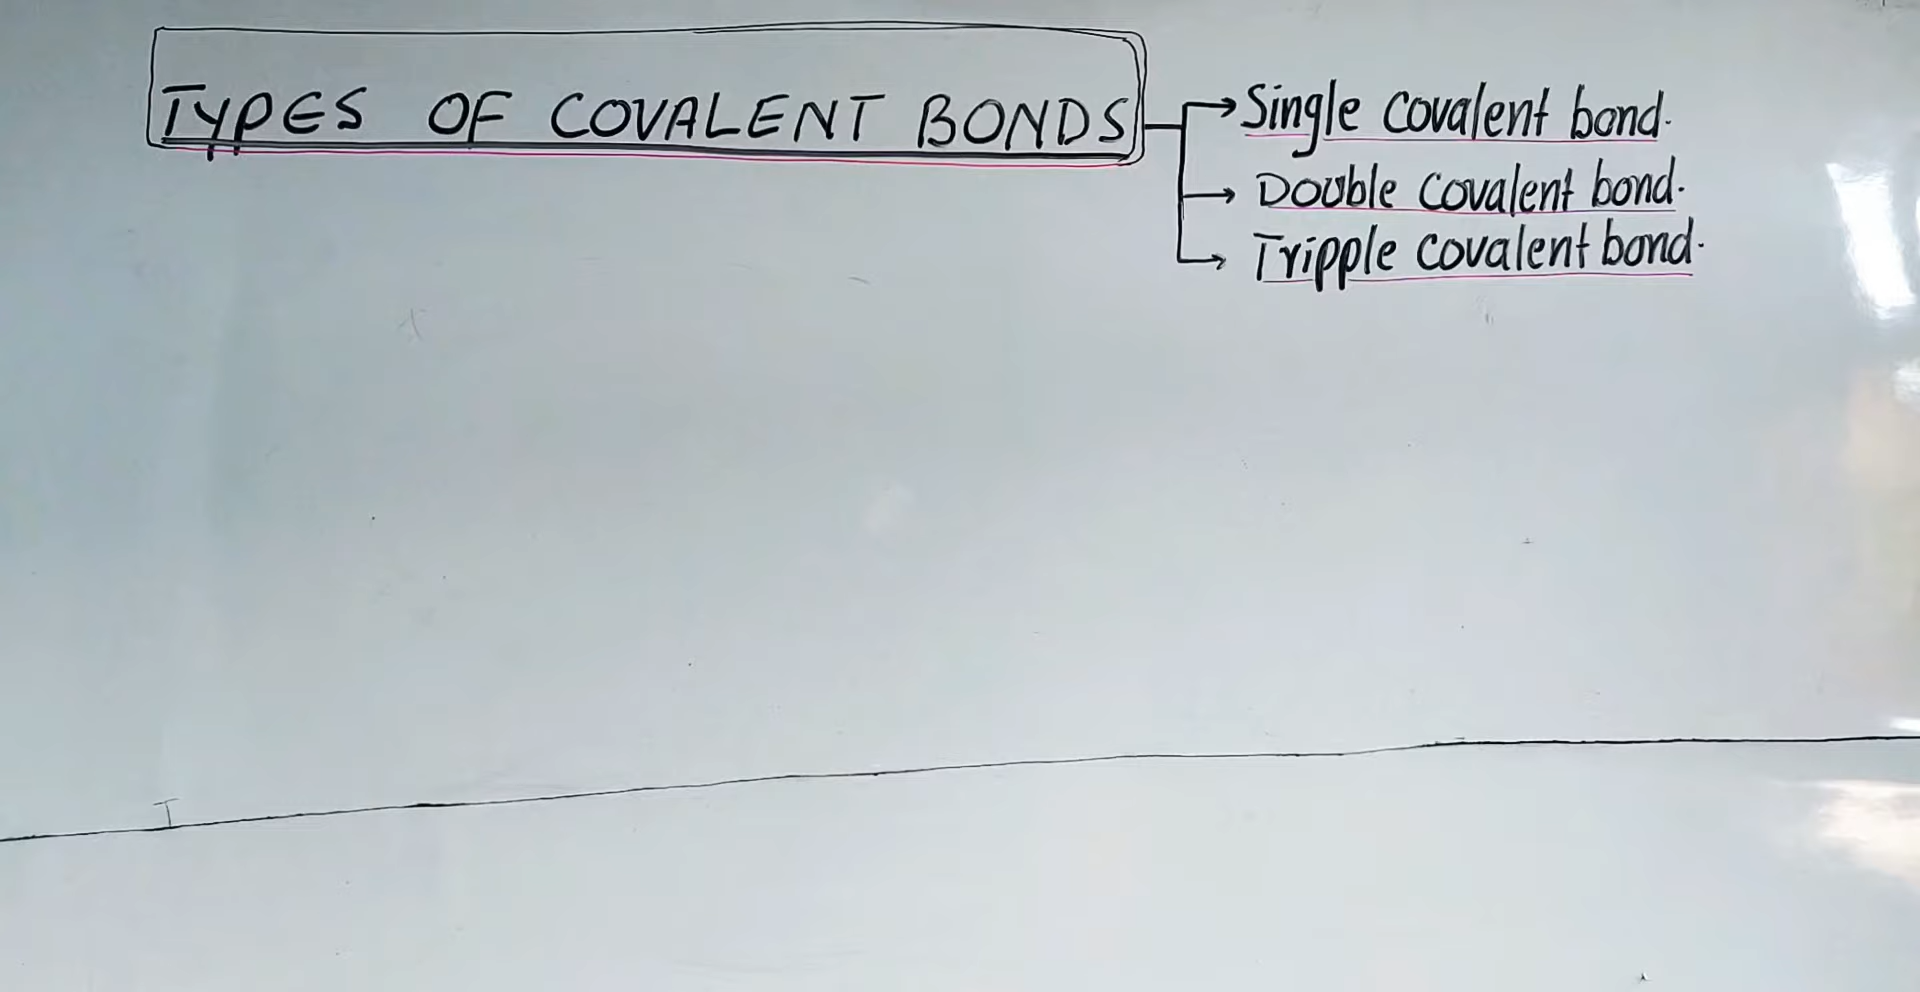 TYPES OF COVALENT BONDS
Single covalent bond.
Double covalent bond.
Tripple covalent bond.